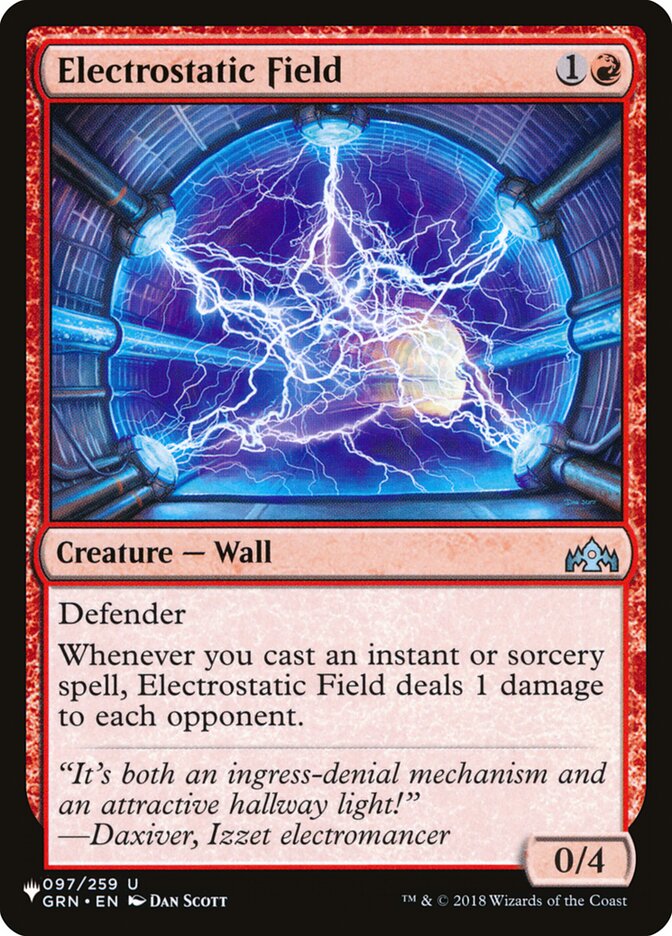 Electrostatic Field 1
Creature — Wall
Defender
Whenever you cast an instant or sorcery
spell, Electrostatic Field deals 1 damage
to each opponent.
“It’s both an ingress-denial mechanism and
an attractive hallway light!”
—Daxiver, Izzet electromancer
0/4
097/259 U
GRN • EN Dan Scott ™ & © 2018 Wizards of the Coast